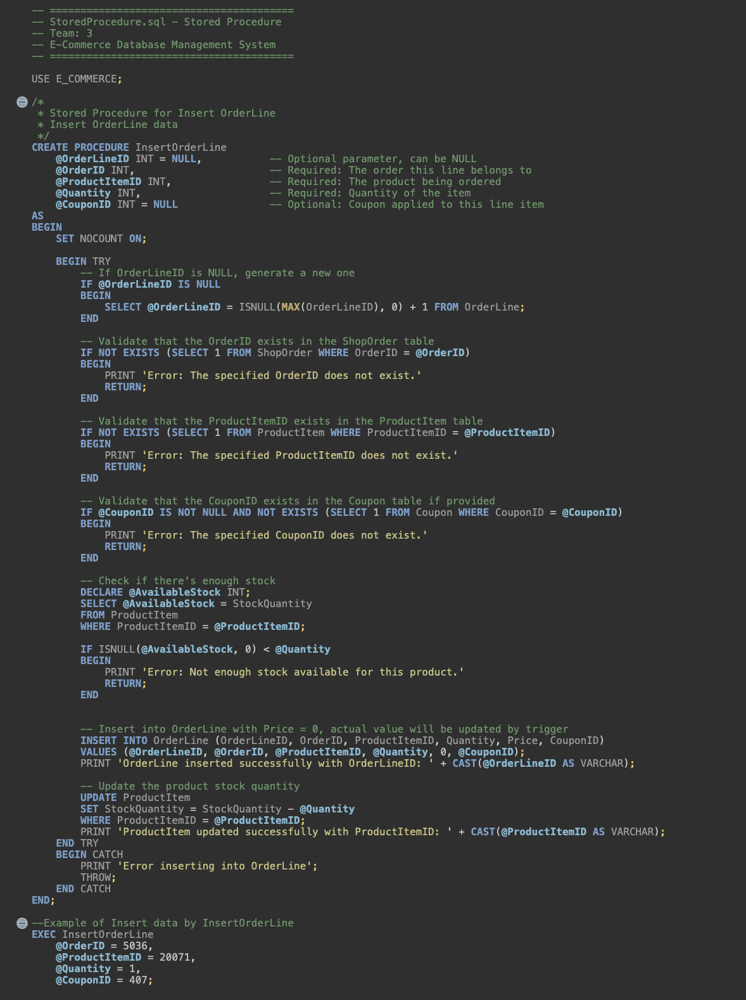 -- ========================================
-- StoredProcedure.sql - Stored Procedure
-- Team: 3
-- E-Commerce Database Management System
-- ========================================

USE E_COMMERCE;

/*
 * Stored Procedure for Insert OrderLine
 * Insert OrderLine data
 */
CREATE PROCEDURE InsertOrderLine
    @OrderLineID INT = NULL,           -- Optional parameter, can be NULL
    @OrderID INT,                      -- Required: The order this line belongs to
    @ProductItemID INT,                -- Required: The product being ordered
    @Quantity INT,                     -- Required: Quantity of the item
    @CouponID INT = NULL               -- Optional: Coupon applied to this line item
AS
BEGIN
    SET NOCOUNT ON;

    BEGIN TRY
        -- If OrderLineID is NULL, generate a new one
        IF @OrderLineID IS NULL
        BEGIN
            SELECT @OrderLineID = ISNULL(MAX(OrderLineID), 0) + 1 FROM OrderLine;
        END

        -- Validate that the OrderID exists in the ShopOrder table
        IF NOT EXISTS (SELECT 1 FROM ShopOrder WHERE OrderID = @OrderID)
        BEGIN
            PRINT 'Error: The specified OrderID does not exist.'
            RETURN;
        END

        -- Validate that the ProductItemID exists in the ProductItem table
        IF NOT EXISTS (SELECT 1 FROM ProductItem WHERE ProductItemID = @ProductItemID)
        BEGIN
            PRINT 'Error: The specified ProductItemID does not exist.'
            RETURN;
        END

        -- Validate that the CouponID exists in the Coupon table if provided
        IF @CouponID IS NOT NULL AND NOT EXISTS (SELECT 1 FROM Coupon WHERE CouponID = @CouponID)
        BEGIN
            PRINT 'Error: The specified CouponID does not exist.'
            RETURN;
        END

        -- Check if there's enough stock
        DECLARE @AvailableStock INT;
        SELECT @AvailableStock = StockQuantity
        FROM ProductItem
        WHERE ProductItemID = @ProductItemID;

        IF ISNULL(@AvailableStock, 0) < @Quantity
        BEGIN
            PRINT 'Error: Not enough stock available for this product.'
            RETURN;
        END


        -- Insert into OrderLine with Price = 0, actual value will be updated by trigger
        INSERT INTO OrderLine (OrderLineID, OrderID, ProductItemID, Quantity, Price, CouponID)
        VALUES (@OrderLineID, @OrderID, @ProductItemID, @Quantity, 0, @CouponID);
        PRINT 'OrderLine inserted successfully with OrderLineID: ' + CAST(@OrderLineID AS VARCHAR);

        -- Update the product stock quantity
        UPDATE ProductItem
        SET StockQuantity = StockQuantity - @Quantity
        WHERE ProductItemID = @ProductItemID;
        PRINT 'ProductItem updated successfully with ProductItemID: ' + CAST(@ProductItemID AS VARCHAR);
    END TRY
    BEGIN CATCH
        PRINT 'Error inserting into OrderLine';
        THROW;
    END CATCH
END;

--Example of Insert data by InsertOrderLine
EXEC InsertOrderLine
    @OrderID = 5036,
    @ProductItemID = 20071,
    @Quantity = 1,
    @CouponID = 407;